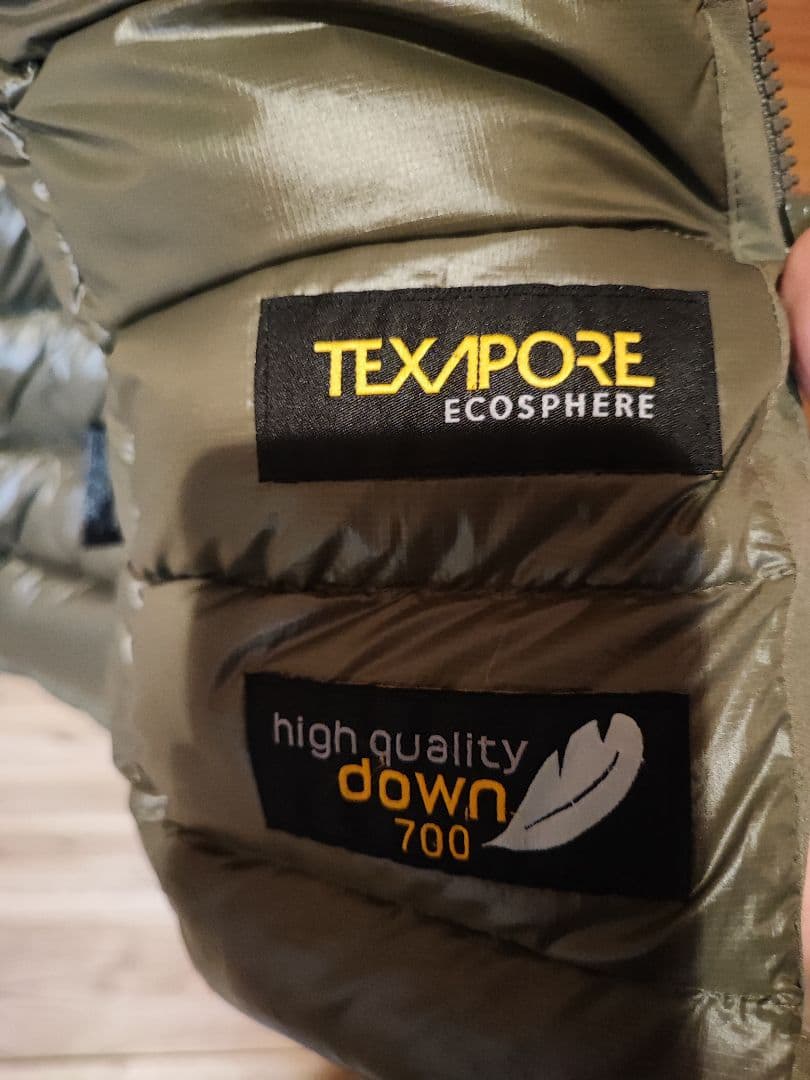 TEXAPORE
ECOSPHERE
high quality
down
700